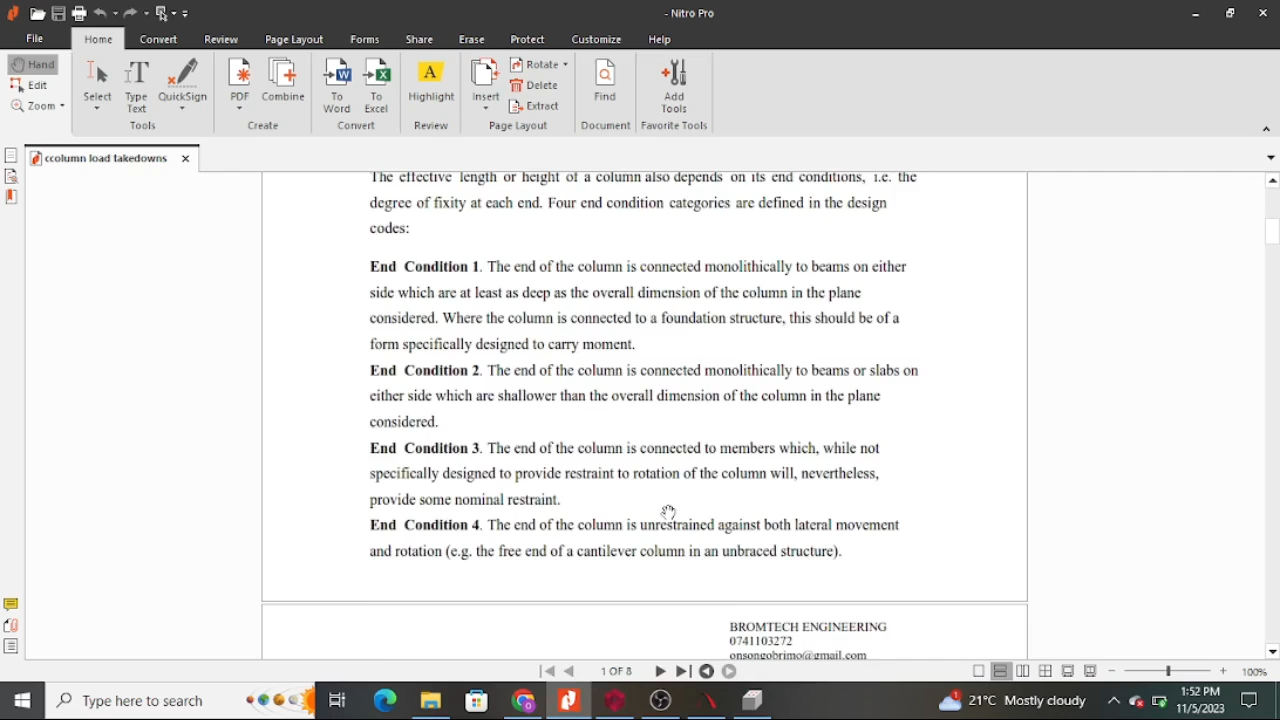 - Nitro Pro
File Home Convert Review Page Layout Forms Share Erase Protect Customize Help
Hand
Edit
Zoom
Select
Type Text
QuickSign
Tools
PDF
Combine
Create
To Word
To Excel
Convert
Highlight
Review
Insert
Rotate
Delete
Extract
Page Layout
Find
Document
Add Tools
Favorite Tools
ccolumn load takedowns
The effective length or height of a column also depends on its end conditions, i.e. the
degree of fixity at each end. Four end condition categories are defined in the design
codes:
End Condition 1. The end of the column is connected monolithically to beams on either
side which are at least as deep as the overall dimension of the column in the plane
considered. Where the column is connected to a foundation structure, this should be of a
form specifically designed to carry moment.
End Condition 2. The end of the column is connected monolithically to beams or slabs on
either side which are shallower than the overall dimension of the column in the plane
considered.
End Condition 3. The end of the column is connected to members which, while not
specifically designed to provide restraint to rotation of the column will, nevertheless,
provide some nominal restraint.
End Condition 4. The end of the column is unrestrained against both lateral movement
and rotation (e.g. the free end of a cantilever column in an unbraced structure).
BROMTECH ENGINEERING
0741103272
onsongobrimo@gmail.com
1 OF 8
100%
Type here to search
21°C Mostly cloudy
1:52 PM
11/5/2023